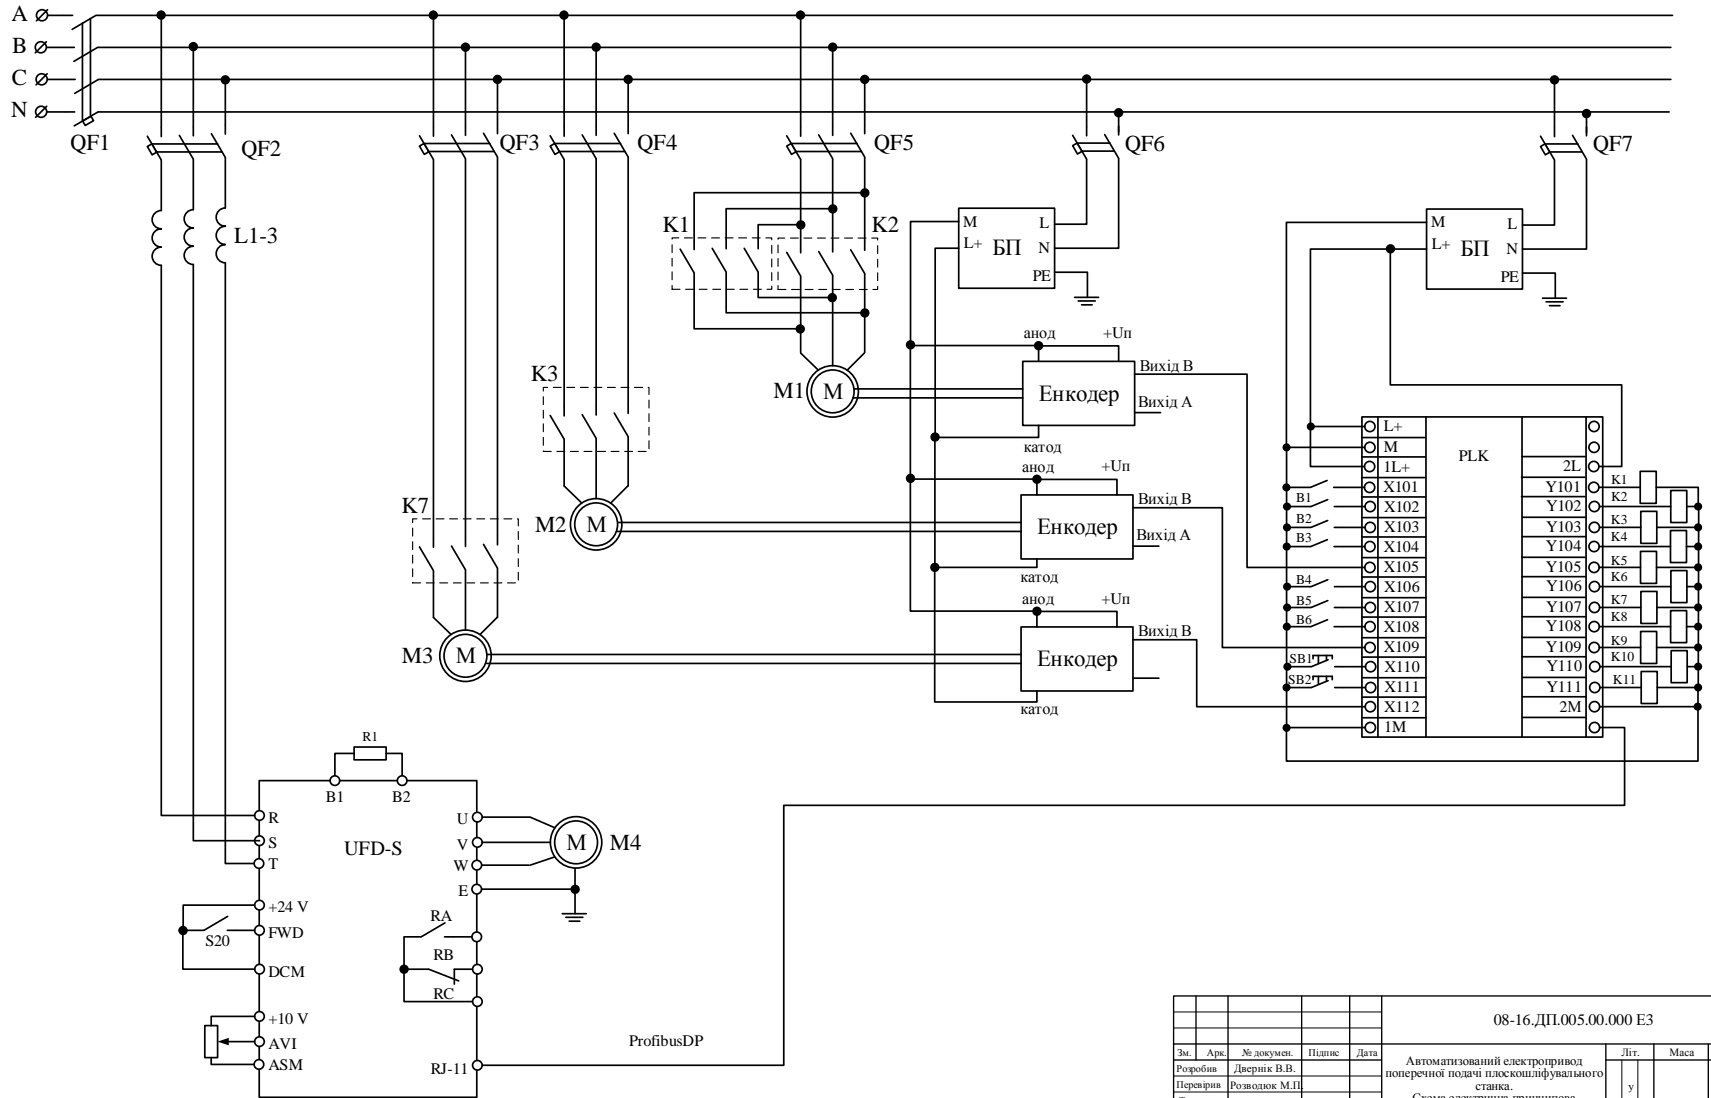 A
B
C
N
QF1
QF2
QF3
QF4
QF5
QF6
QF7
L1-3
K1
K2
M
L
L+
БП
N
PE
M
L
L+
БП
N
PE
K3
K7
M1
M
M2
M
M3
M
анод
+Uп
Енкодер
Вихід B
Вихід A
катод
анод
+Uп
Енкодер
Вихід B
Вихід A
катод
анод
+Uп
Енкодер
Вихід B
катод
PLK
L+
M
1L+
2L
X101
Y101
K1
B1
X102
Y102
K2
B2
X103
Y103
K3
B3
X104
Y104
K4
X105
Y105
K5
B4
X106
Y106
K6
B5
X107
Y107
K7
B6
X108
Y108
K8
X109
Y109
K9
SB1
X110
Y110
K10
SB2
X111
Y111
K11
X112
2M
1M
R1
B1
B2
R
S
T
UFD-S
U
V
W
E
M
M4
+24 V
FWD
S20
DCM
RA
RB
RC
+10 V
AVI
ASM
RJ-11
ProfibusDP
08-16.ДП.005.00.000 Е3
Зм.
Арк.
№ докумен.
Підпис
Дата
Розробив
Двернік В.В.
Перевірив
Розводюк М.П.
Автоматизований електропривод
поперечної подачі плоскошліфувального
станка.
Літ.
Маса
у